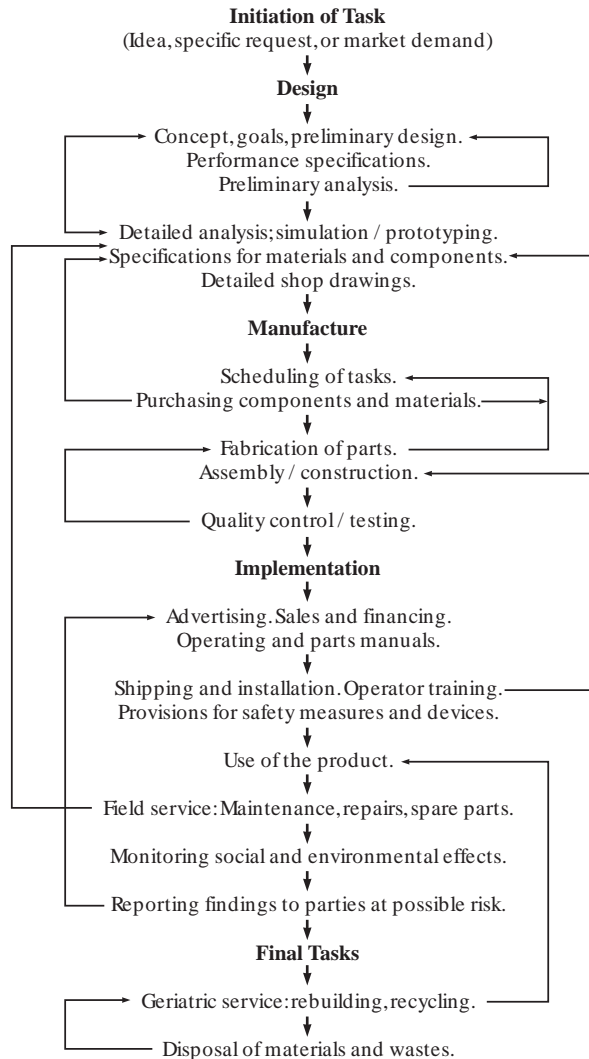 Initiation of Task
(Idea, specific request, or market demand)
Design
Concept, goals, preliminary design.
Performance specifications.
Preliminary analysis.
Detailed analysis; simulation / prototyping.
Specifications for materials and components.
Detailed shop drawings.
Manufacture
Scheduling of tasks.
Purchasing components and materials.
Fabrication of parts.
Assembly / construction.
Quality control / testing.
Implementation
Advertising. Sales and financing.
Operating and parts manuals.
Shipping and installation. Operator training.
Provisions for safety measures and devices.
Use of the product.
Field service: Maintenance, repairs, spare parts.
Monitoring social and environmental effects.
Reporting findings to parties at possible risk.
Final Tasks
Geriatric service: rebuilding, recycling.
Disposal of materials and wastes.